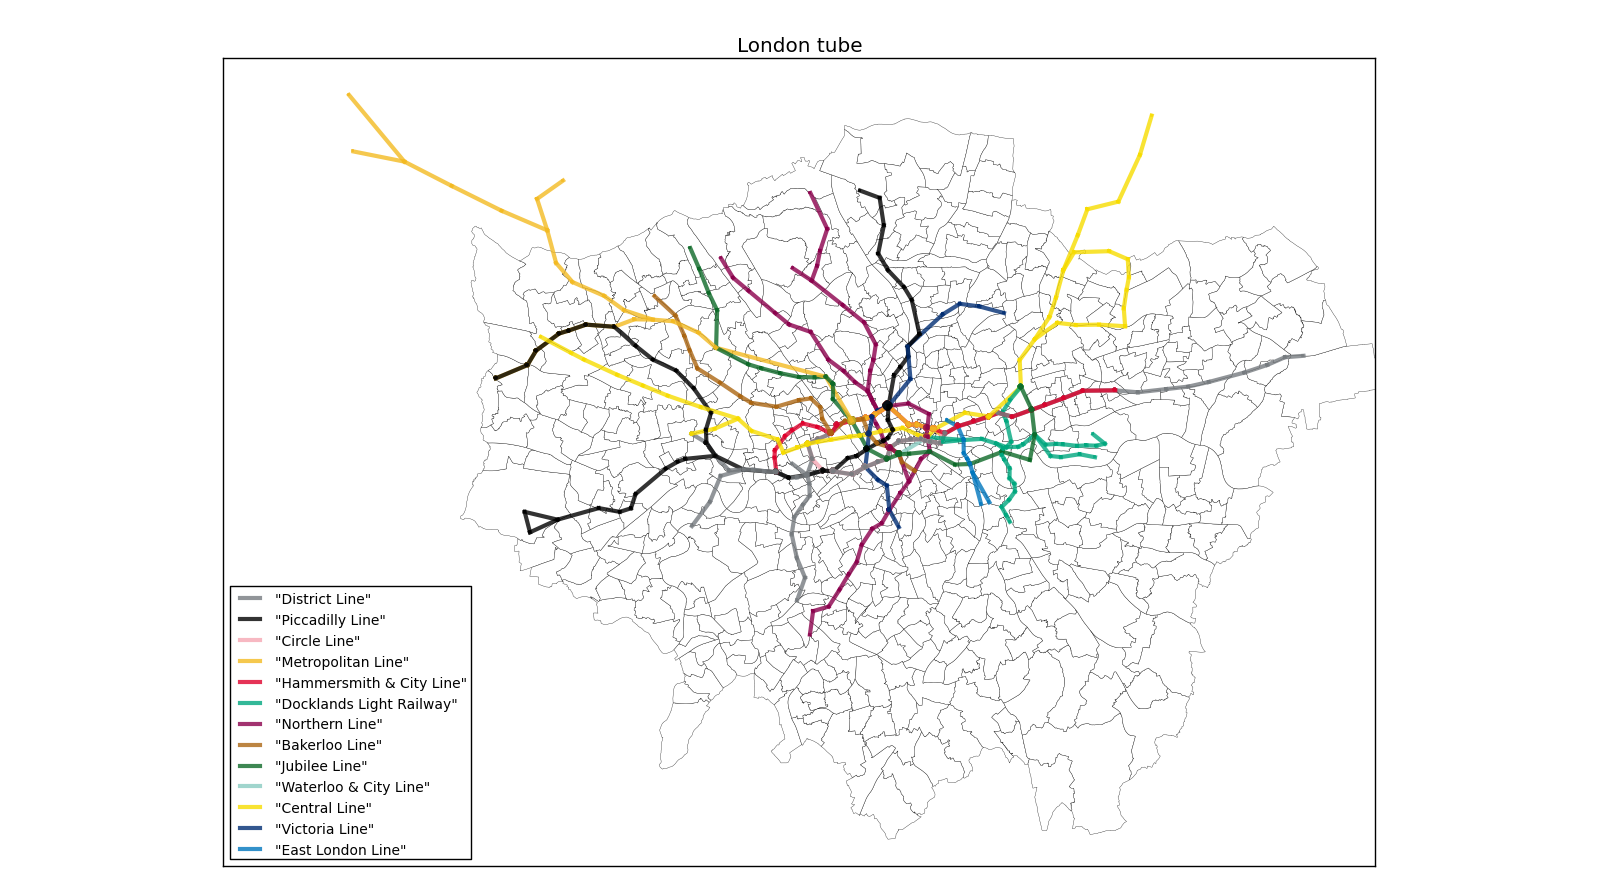 London tube
"District Line"
"Piccadilly Line"
"Circle Line"
"Metropolitan Line"
"Hammersmith & City Line"
"Docklands Light Railway"
"Northern Line"
"Bakerloo Line"
"Jubilee Line"
"Waterloo & City Line"
"Central Line"
"Victoria Line"
"East London Line"